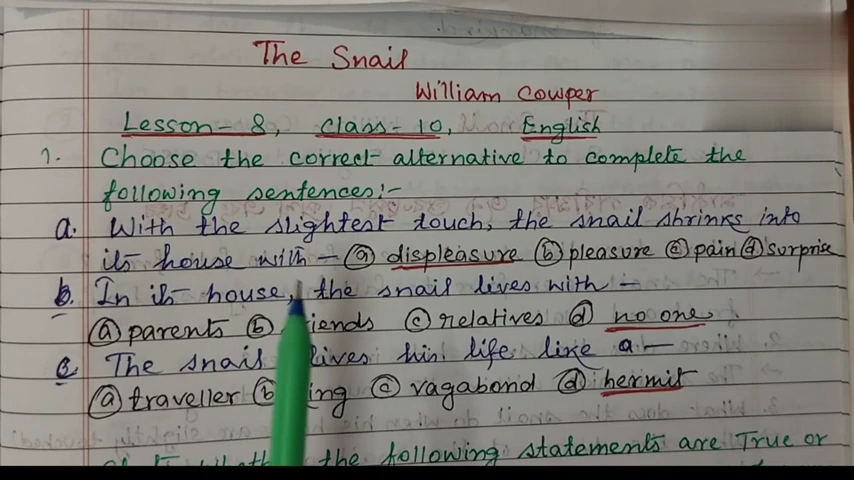 The Snail
William Cowper
Lesson-8, Class-10, English
1. Choose the correct alternative to complete the
following sentences:-
a. With the slightest touch, the snail shrinks into
its house with - ⓐ displeasure ⓑ pleasure ⓒ pain ⓓ surprise
b. In its house, the snail lives with -
ⓐ parents ⓑ iends ⓒ relatives ⓓ no one
c. The snail lives his life like a -
ⓐ traveller ⓑ ing ⓒ vagabond ⓓ hermit
the following statements are True or